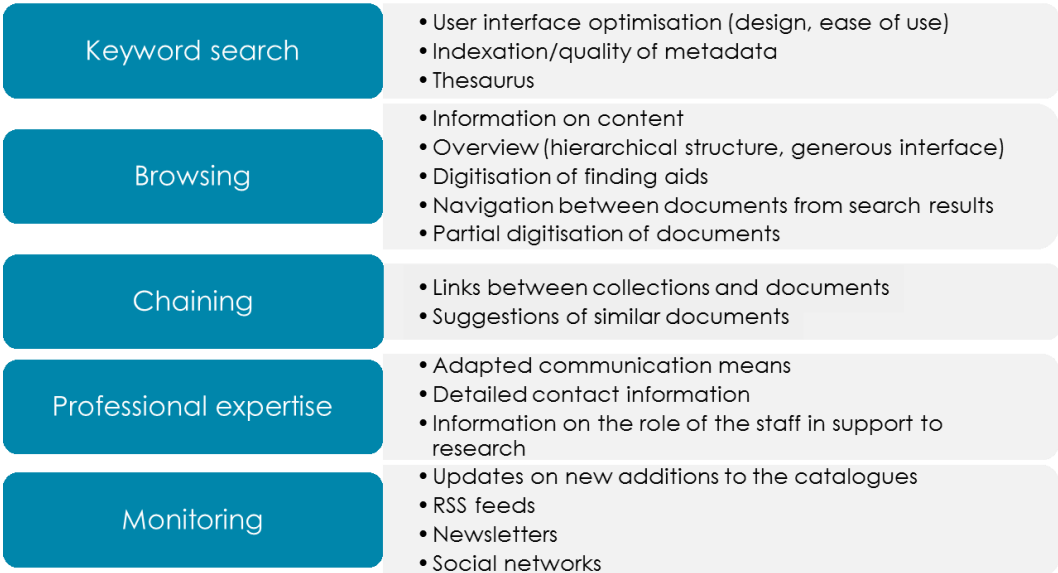 Keyword search
• User interface optimisation (design, ease of use)
• Indexation/quality of metadata
• Thesaurus
Browsing
• Information on content
• Overview (hierarchical structure, generous interface)
• Digitisation of finding aids
• Navigation between documents from search results
• Partial digitisation of documents
Chaining
• Links between collections and documents
• Suggestions of similar documents
Professional expertise
• Adapted communication means
• Detailed contact information
• Information on the role of the staff in support to
research
Monitoring
• Updates on new additions to the catalogues
• RSS feeds
• Newsletters
• Social networks